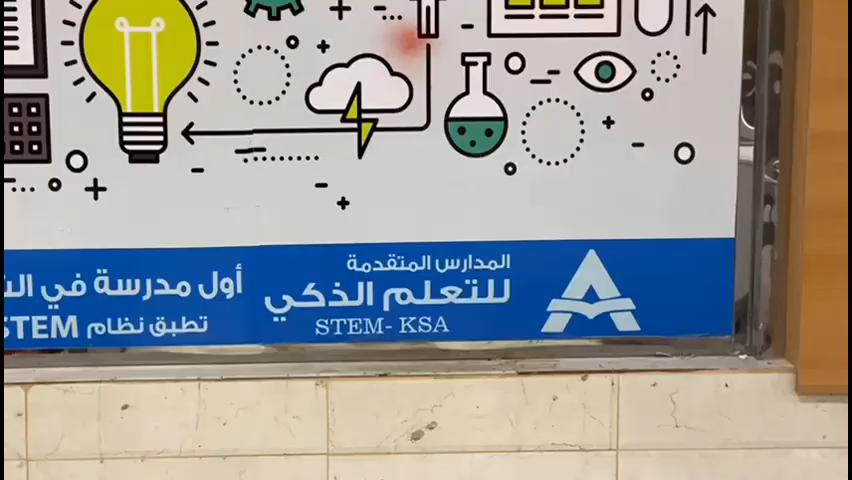 المدارس المتقدمة
للتعلم الذكي
STEM- KSA
أول مدرسة في
تطبق نظام STEM